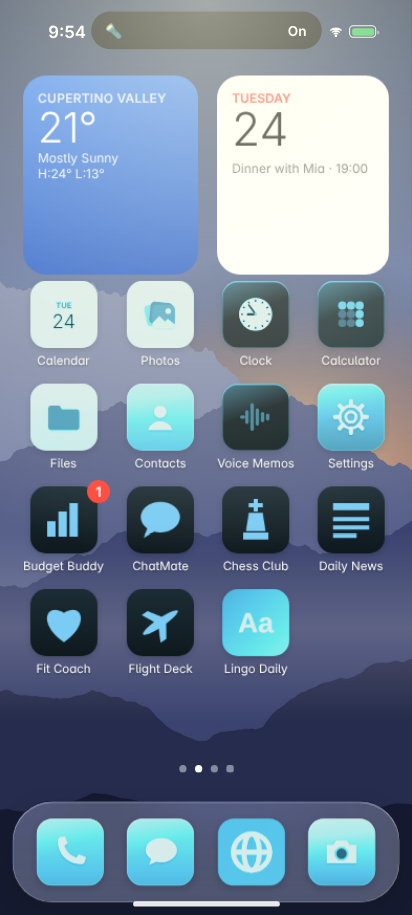 9:54
On
CUPERTINO VALLEY
21°
Mostly Sunny
H:24° L:13°
TUESDAY
24
Dinner with Mia · 19:00
TUE
24
Calendar
Photos
Clock
Calculator
Files
Contacts
Voice Memos
Settings
1
Budget Buddy
ChatMate
Chess Club
Daily News
Fit Coach
Flight Deck
Aa
Lingo Daily